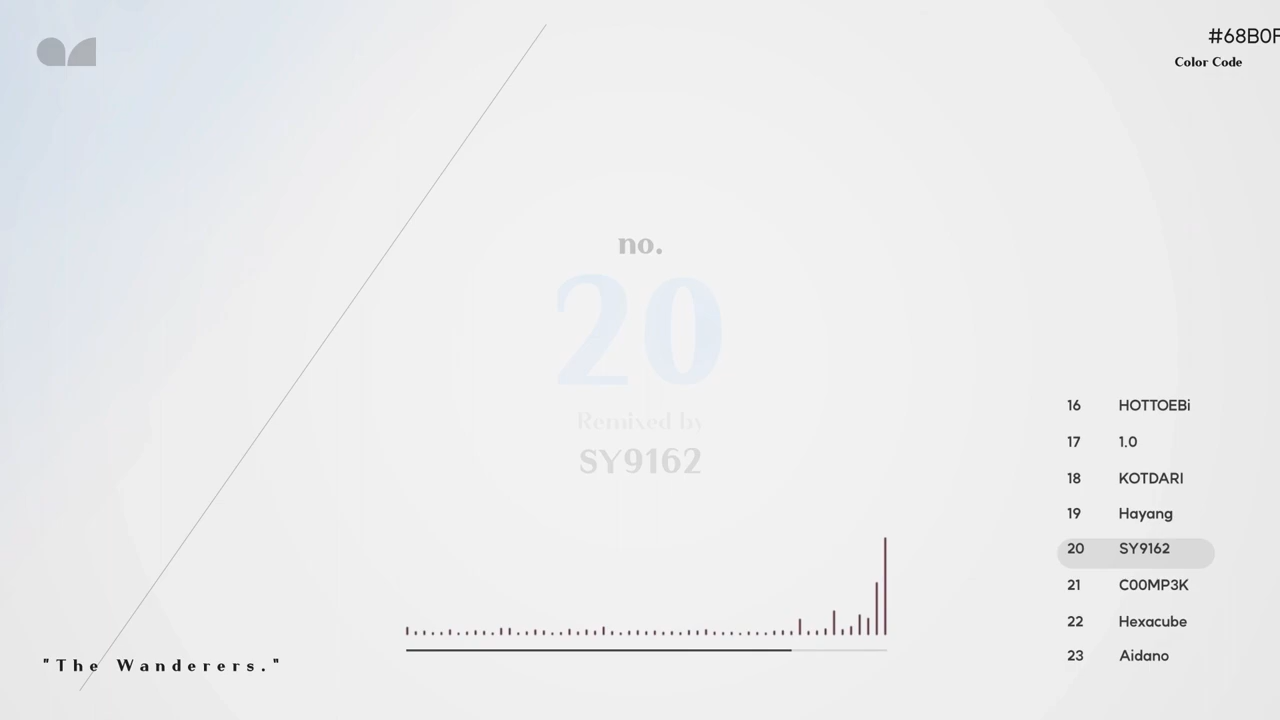 #68B0F
Color Code
no.
20
Remixed by
SY9162
16 HOTTOEBi
17 1.0
18 KOTDARI
19 Hayang
20 SY9162
21 C00MP3K
22 Hexacube
23 Aidano
"The Wanderers."